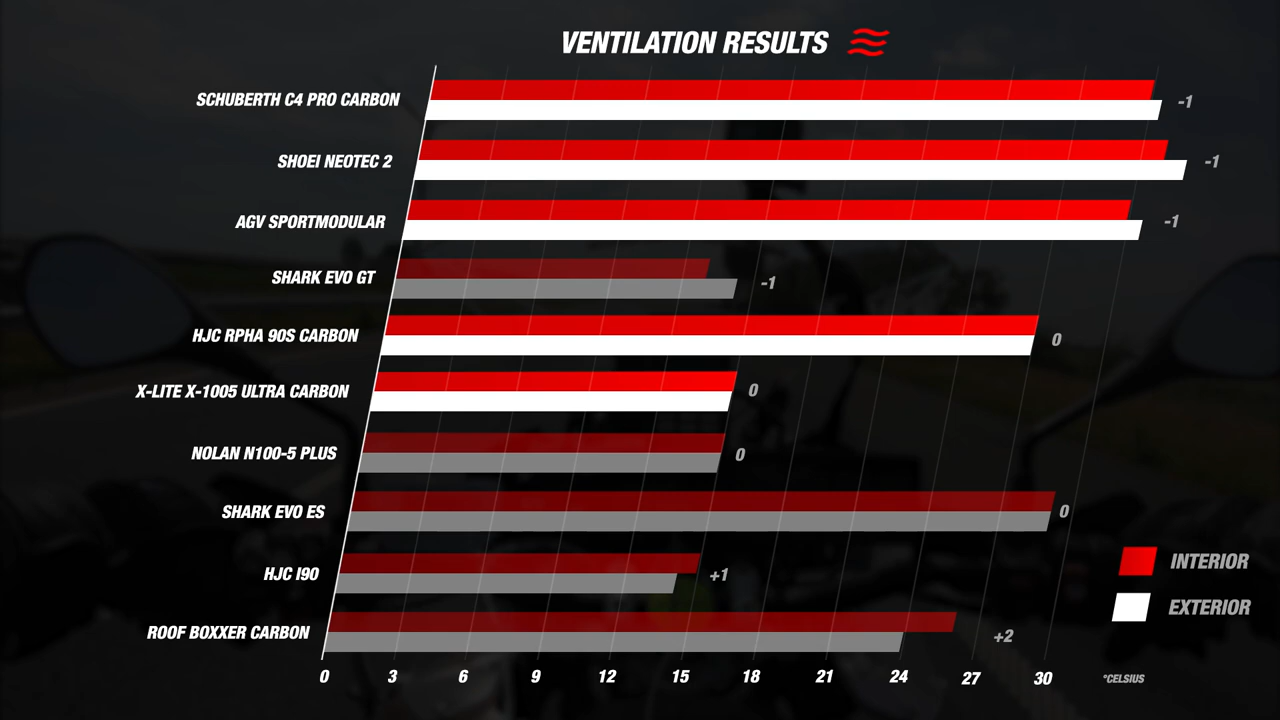 VENTILATION RESULTS
SCHUBERTH C4 PRO CARBON -1
SHOEI NEOTEC 2 -1
AGV SPORTMODULAR -1
SHARK EVO GT -1
HJC RPHA 90S CARBON 0
X-LITE X-1005 ULTRA CARBON 0
NOLAN N100-5 PLUS 0
SHARK EVO ES 0
HJC I90 +1
ROOF BOXXER CARBON +2
INTERIOR
EXTERIOR
0 3 6 9 12 15 18 21 24 27 30 °CELSIUS